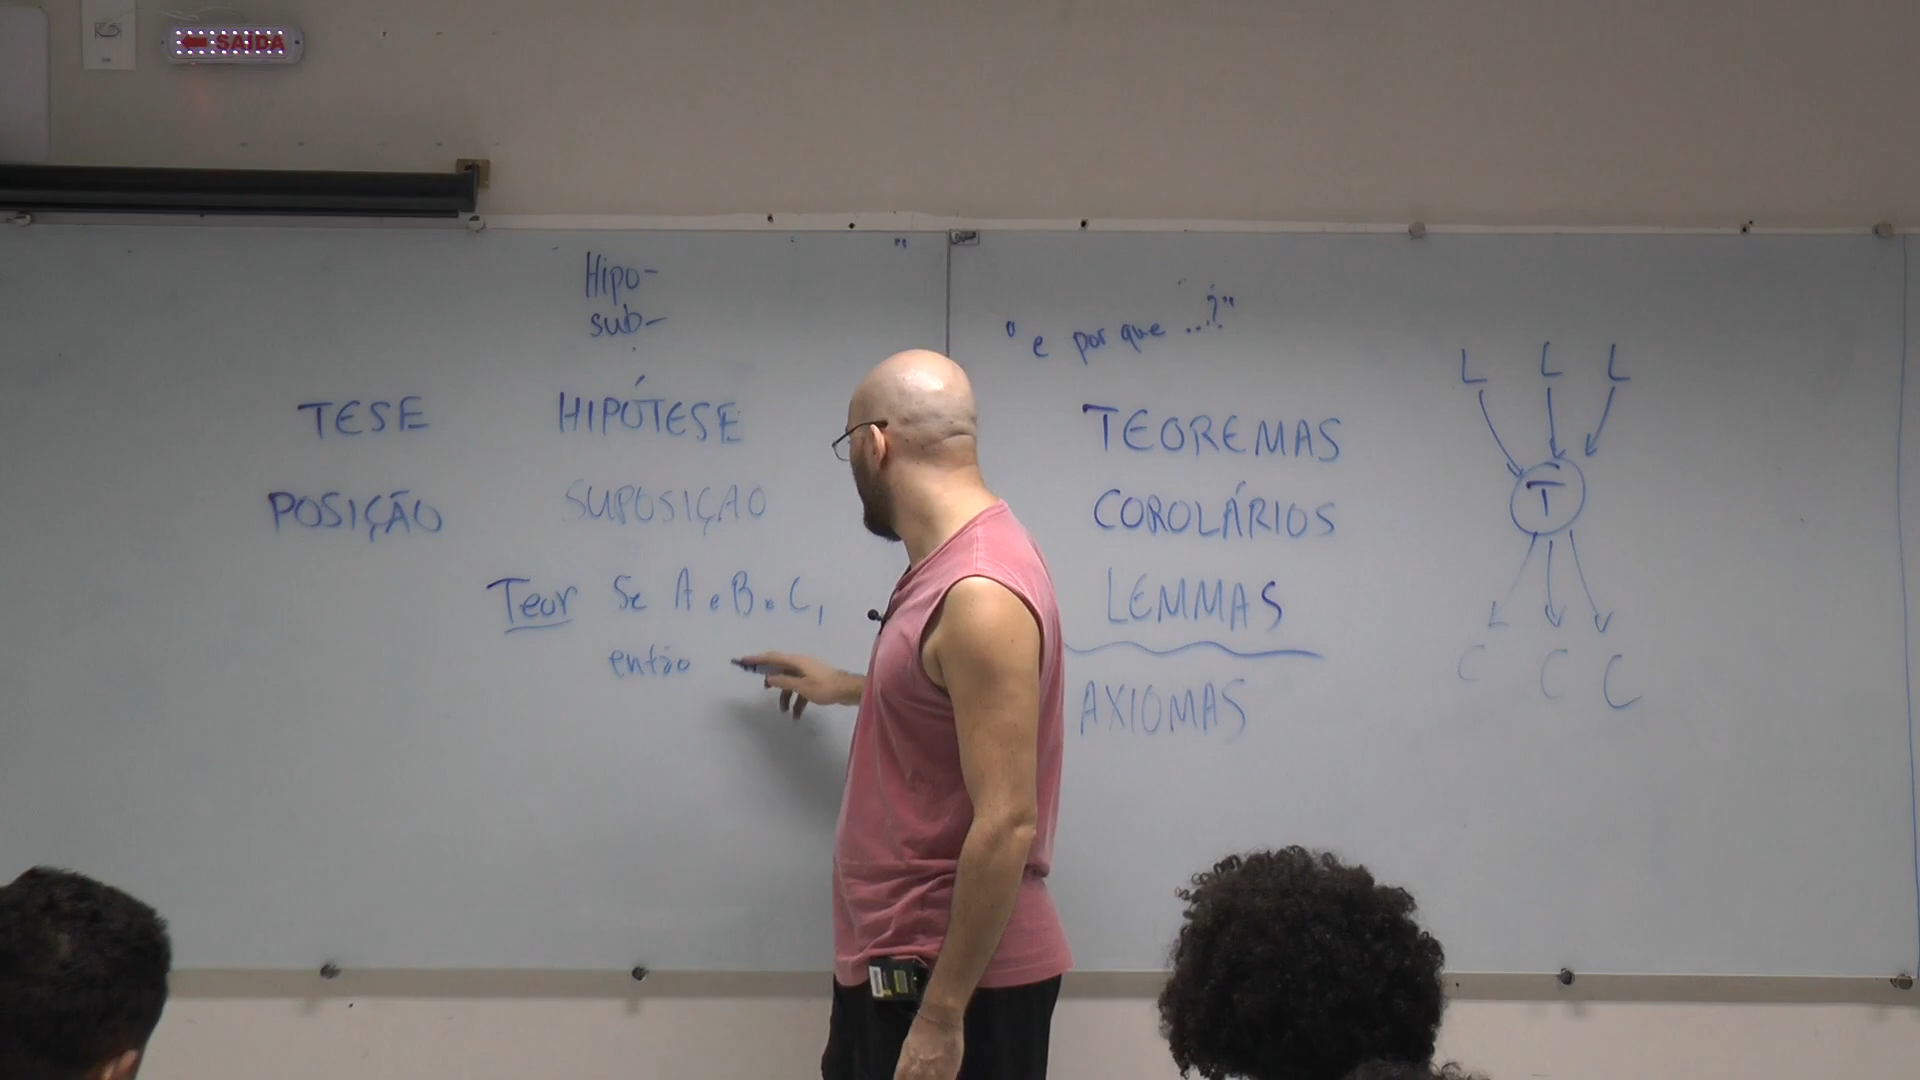 SAÍDA
Hipo-
sub-
TESE HIPÓTESE
POSIÇÃO SUPOSIÇÃO
Teor Se A e B e C,
então
"e por que ...?"
TEOREMAS
COROLÁRIOS
LEMMAS
AXIOMAS
L L L
T
C C C